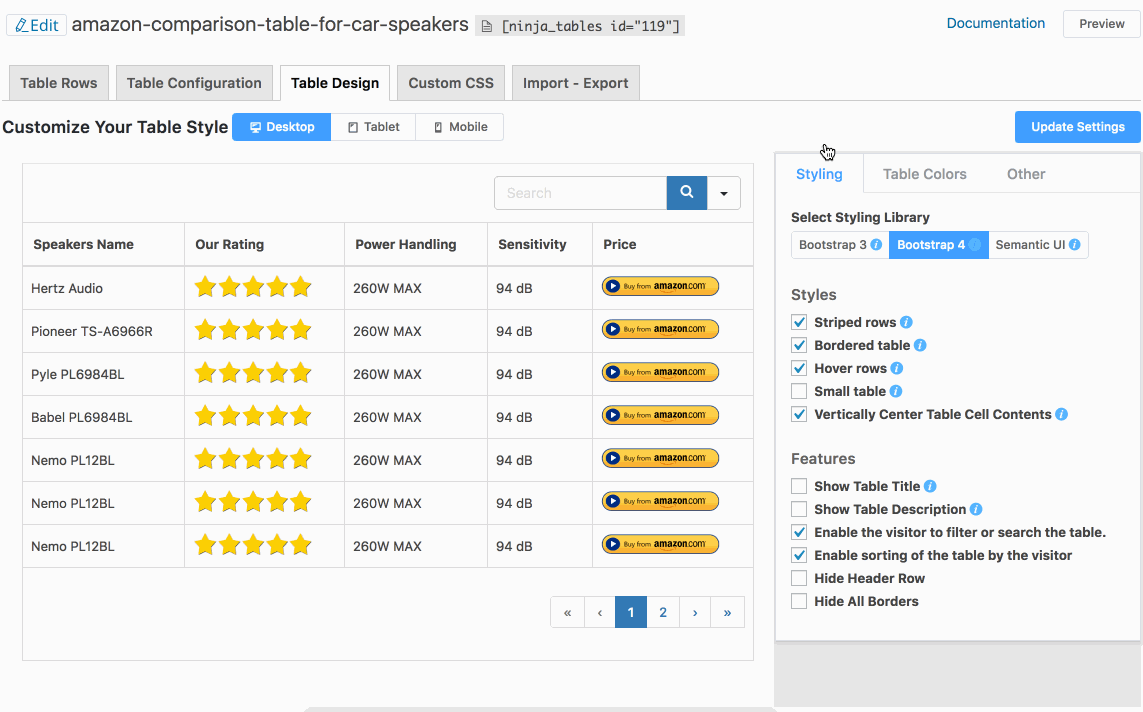 Edit amazon-comparison-table-for-car-speakers [ninja_tables id="119"] Documentation Preview
Table Rows Table Configuration Table Design Custom CSS Import - Export
Customize Your Table Style Desktop Tablet Mobile Update Settings
Search
Speakers Name Our Rating Power Handling Sensitivity Price
Hertz Audio 260W MAX 94 dB Buy from amazon.com
Pioneer TS-A6966R 260W MAX 94 dB Buy from amazon.com
Pyle PL6984BL 260W MAX 94 dB Buy from amazon.com
Babel PL6984BL 260W MAX 94 dB Buy from amazon.com
Nemo PL12BL 260W MAX 94 dB Buy from amazon.com
Nemo PL12BL 260W MAX 94 dB Buy from amazon.com
Nemo PL12BL 260W MAX 94 dB Buy from amazon.com
« ‹ 1 2 › »
Styling Table Colors Other
Select Styling Library
Bootstrap 3 Bootstrap 4 Semantic UI
Styles
Striped rows
Bordered table
Hover rows
Small table
Vertically Center Table Cell Contents
Features
Show Table Title
Show Table Description
Enable the visitor to filter or search the table.
Enable sorting of the table by the visitor
Hide Header Row
Hide All Borders